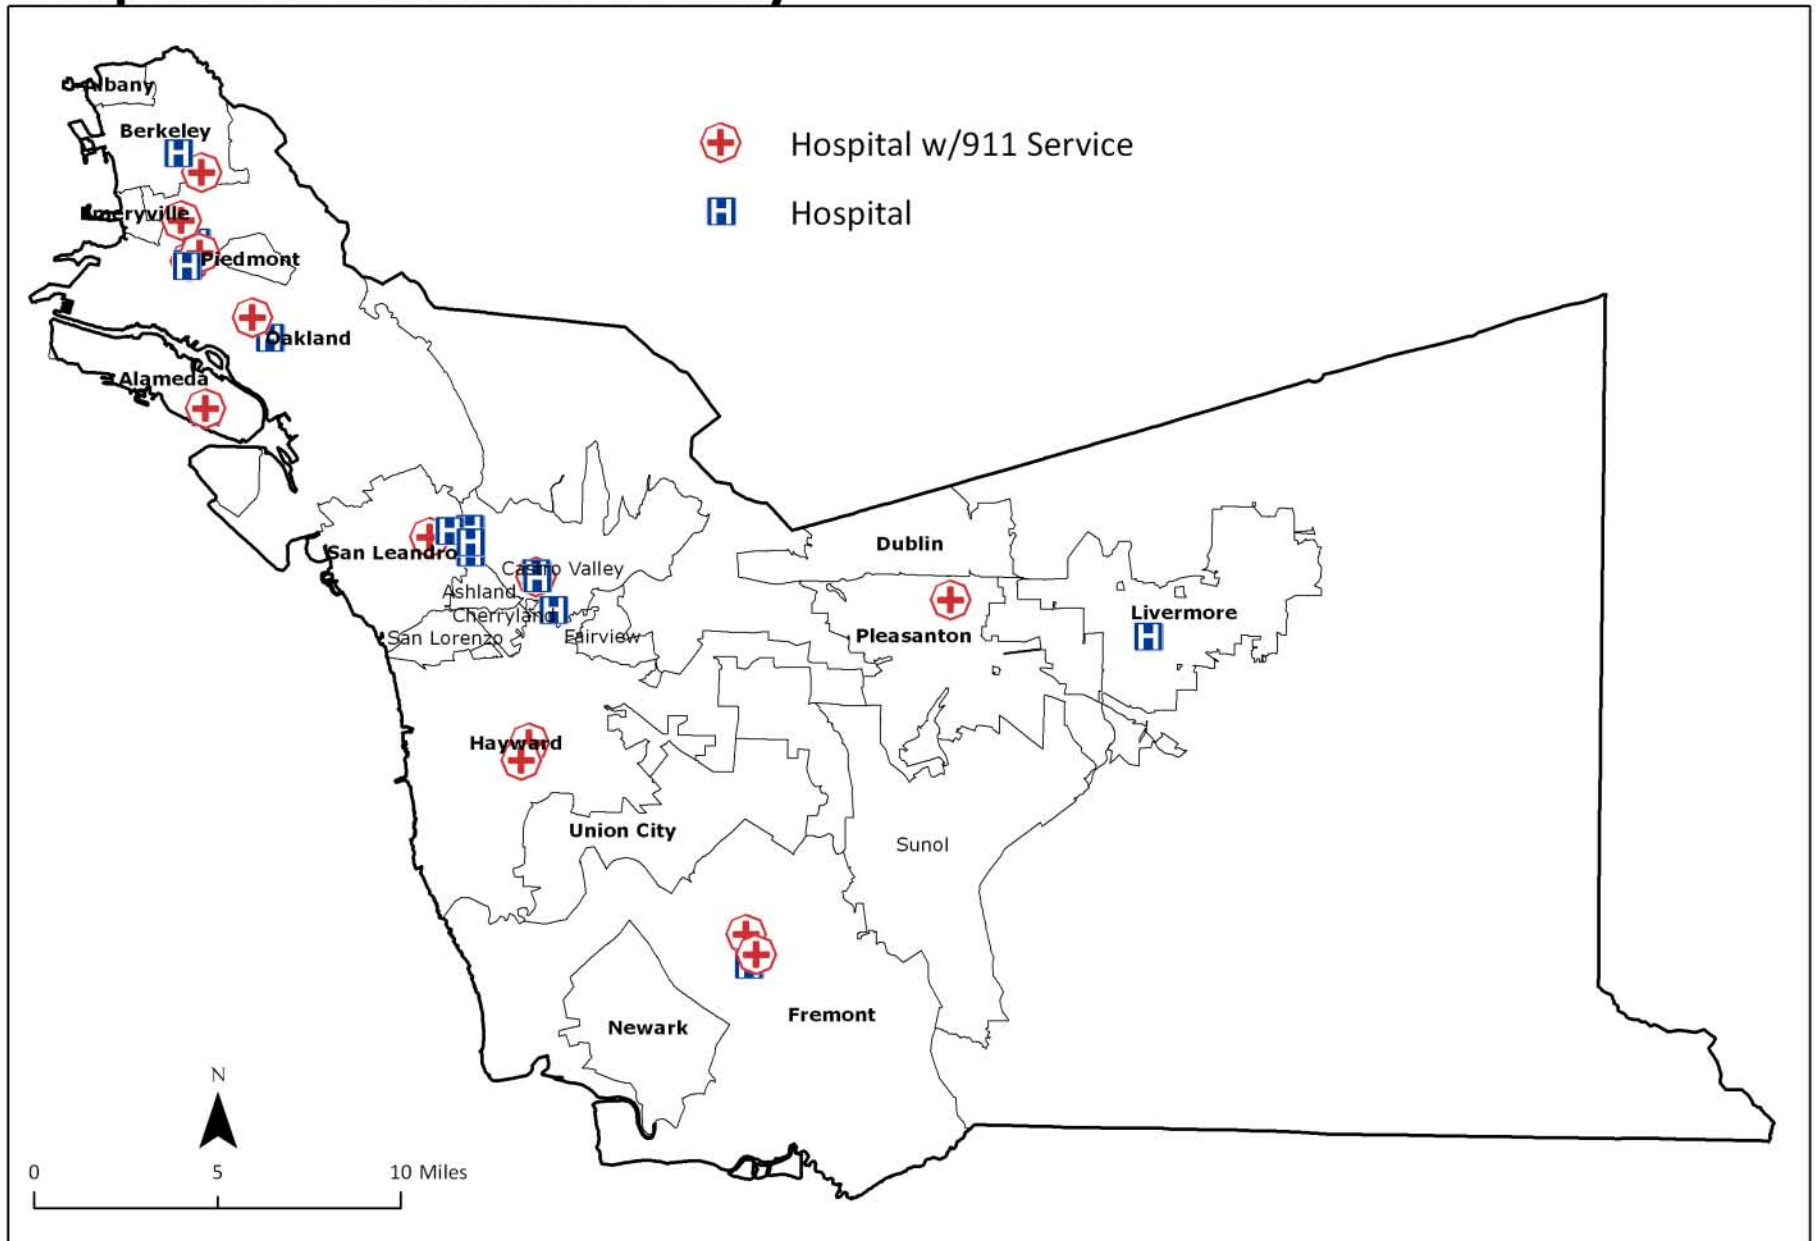 Albany
Berkeley
Hospital w/911 Service
Emeryville
Hospital
Piedmont
Oakland
Alameda
Dublin
San Leandro
Castro Valley
Ashland
Cherryland
Livermore
San Lorenzo
Fairview
Pleasanton
Hayward
Union City
Sunol
Fremont
Newark
N
0 5 10 Miles